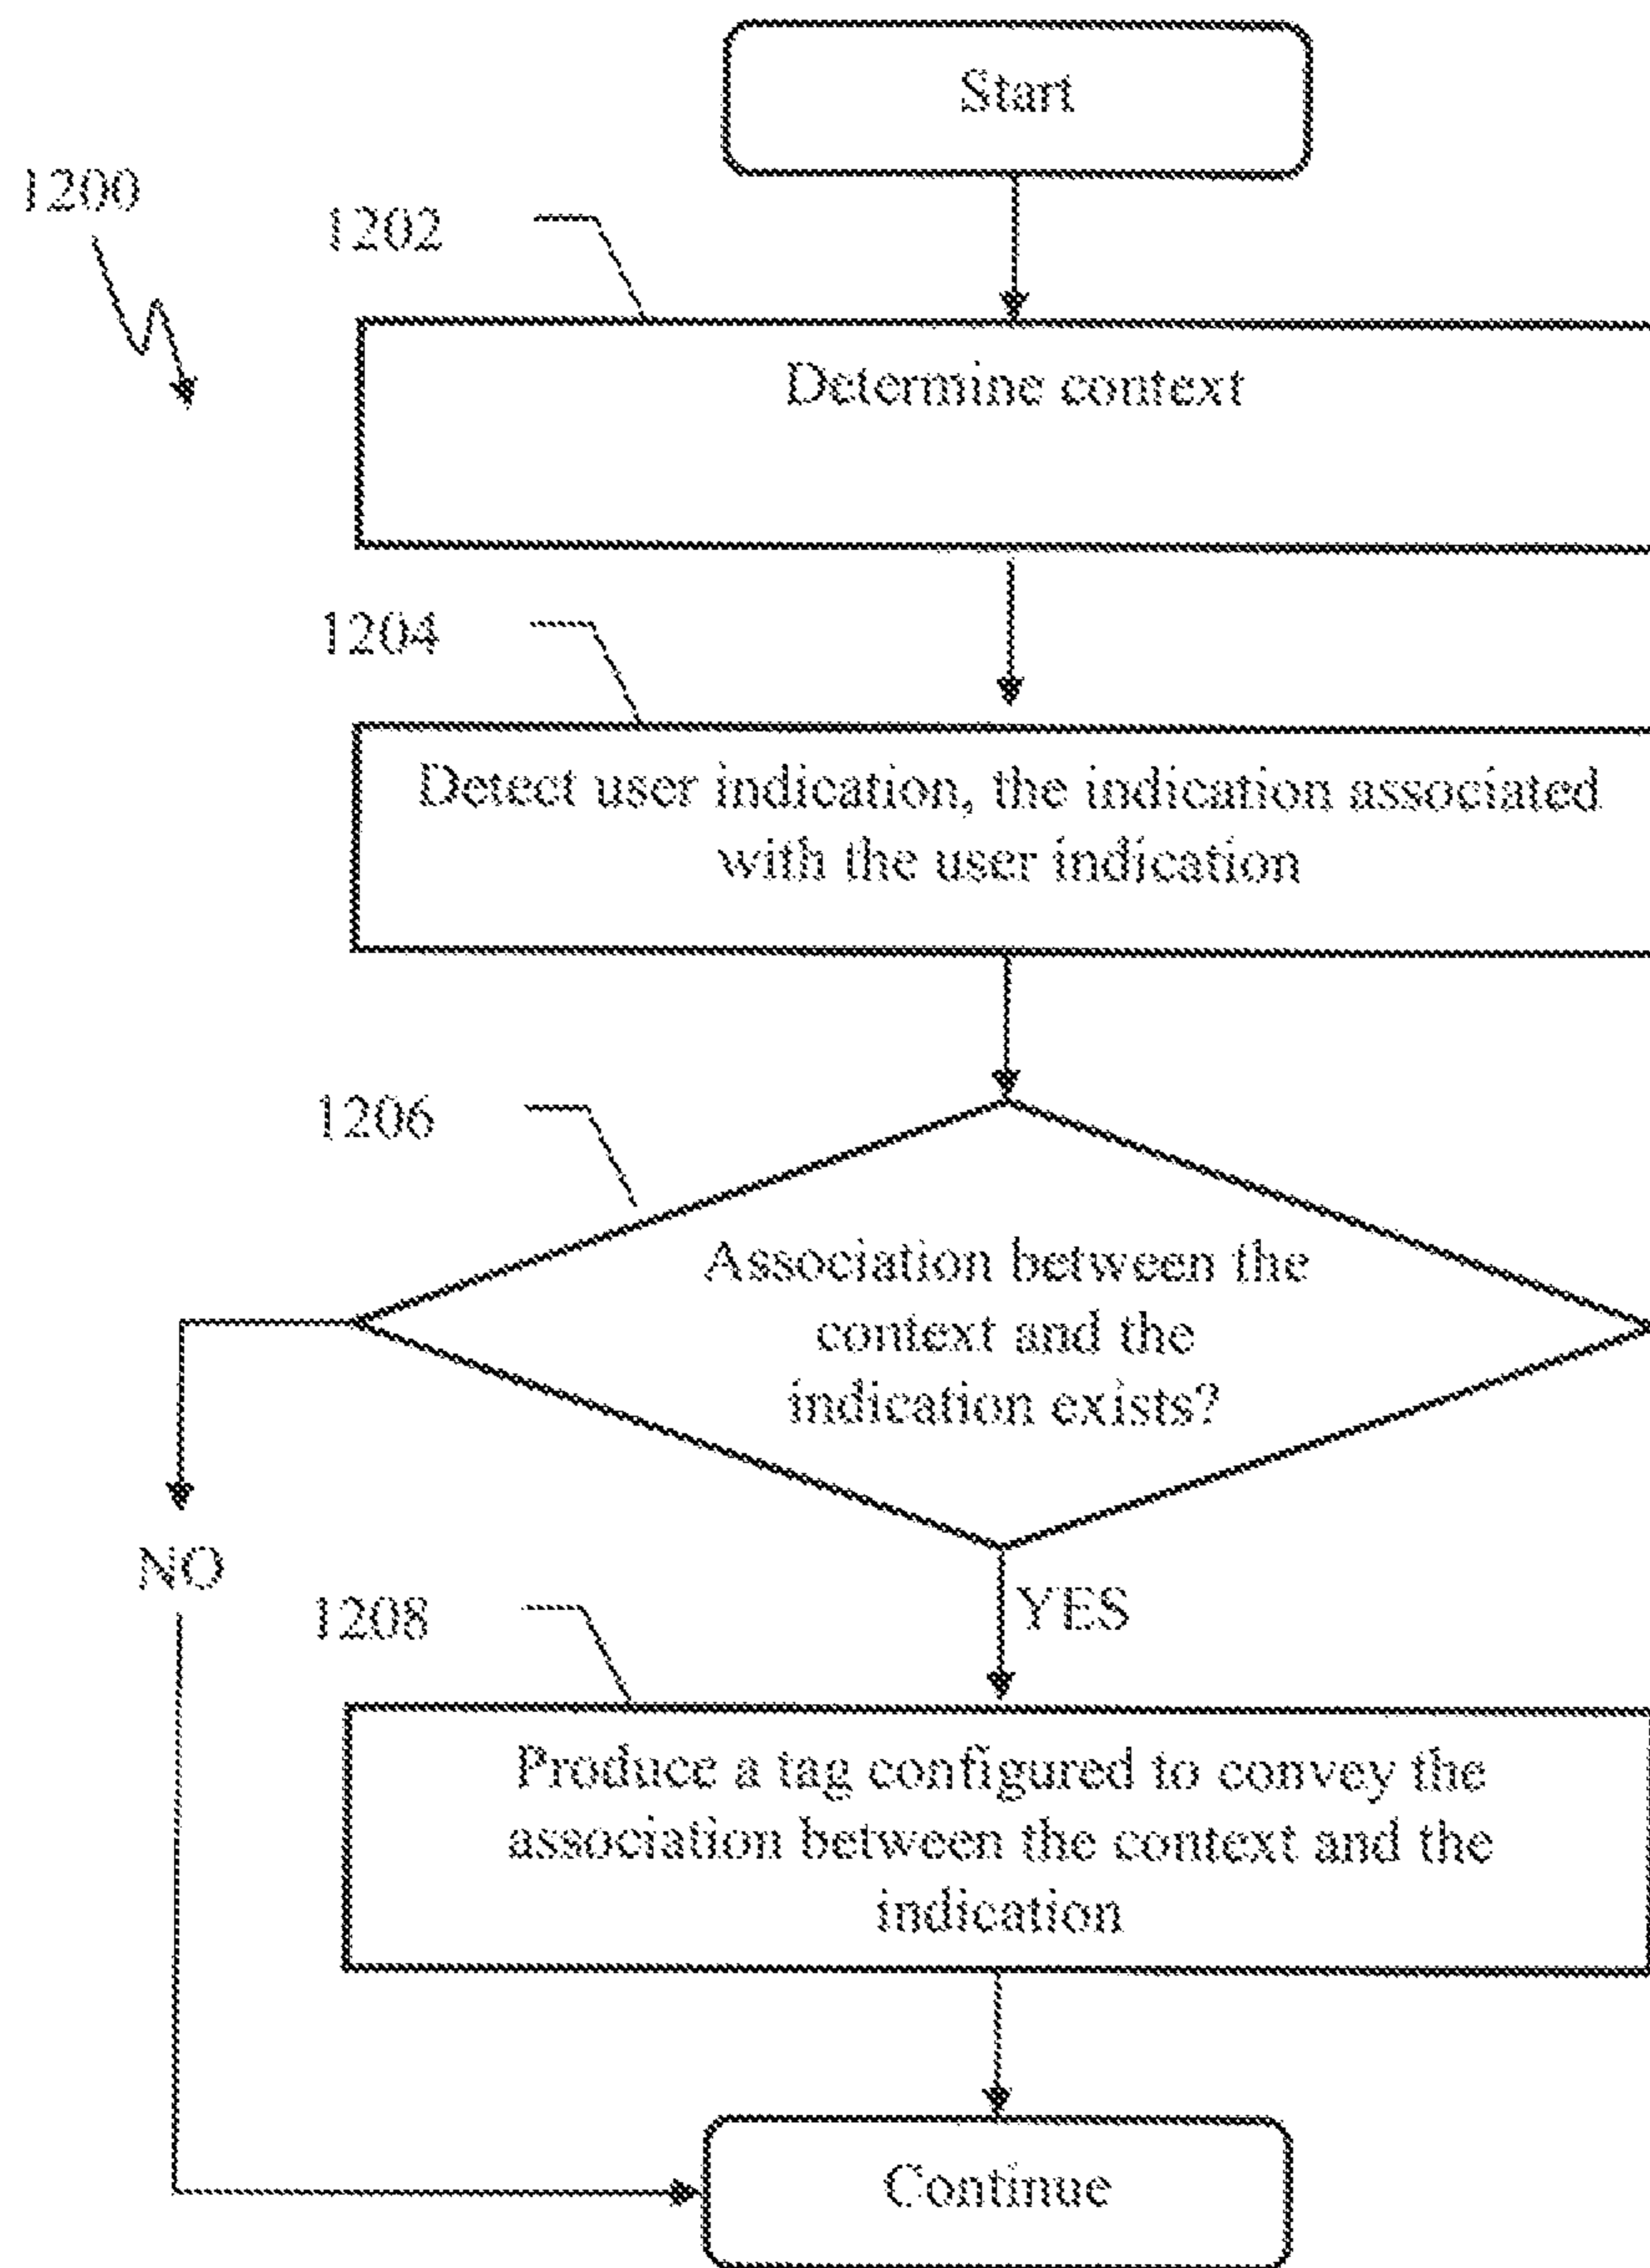 Start
1200
1202
Determine context
1204
Detect user indication, the indication associated
with the user indication
1206
Association between the
context and the
indication exists?
NO
YES
1208
Produce a tag configured to convey the
association between the context and the
indication
Continue